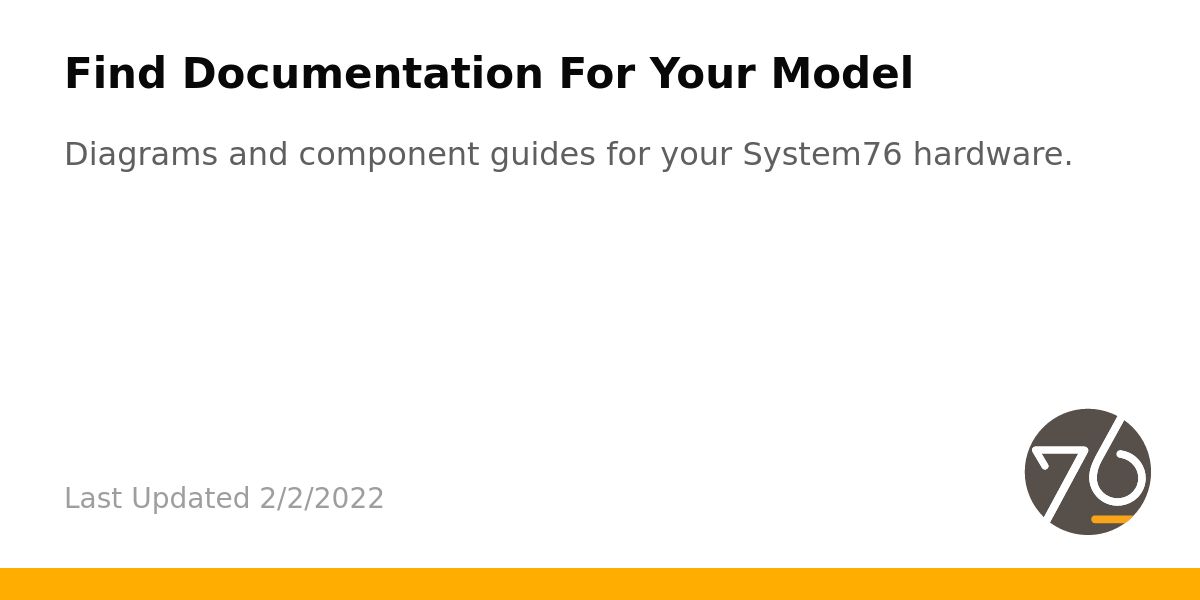 Find Documentation For Your Model
Diagrams and component guides for your System76 hardware.
Last Updated 2/2/2022
76